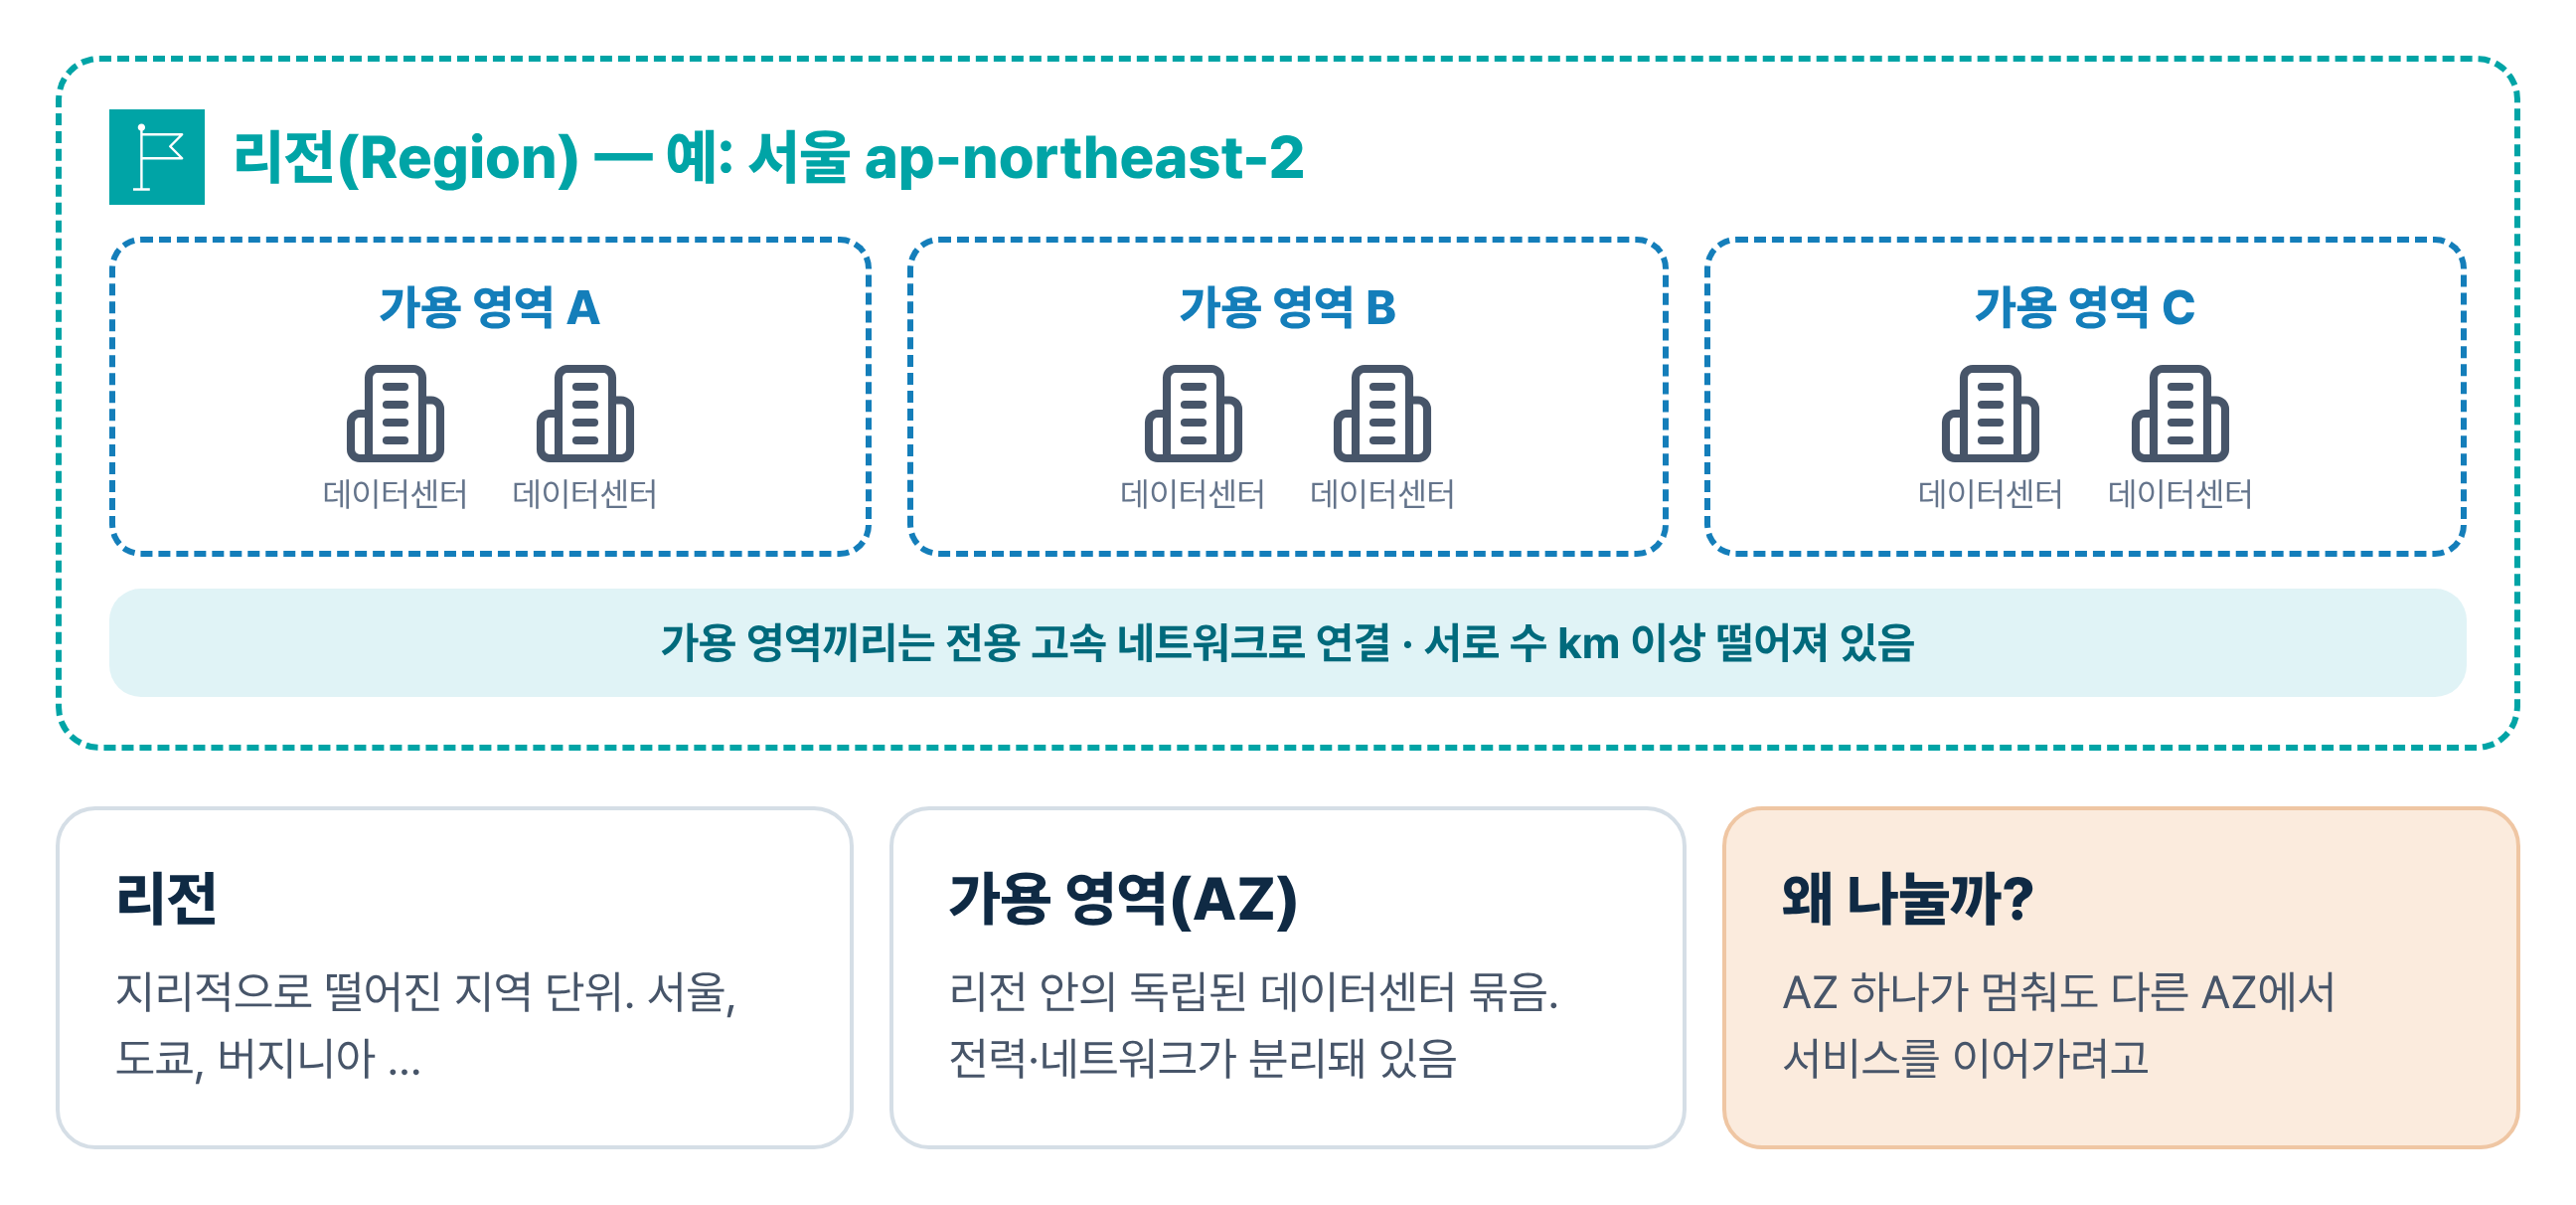 리전(Region) — 예: 서울 ap-northeast-2
가용 영역 A
데이터센터 데이터센터
가용 영역 B
데이터센터 데이터센터
가용 영역 C
데이터센터 데이터센터
가용 영역끼리는 전용 고속 네트워크로 연결 · 서로 수 km 이상 떨어져 있음
리전
지리적으로 떨어진 지역 단위. 서울,
도쿄, 버지니아 ...
가용 영역(AZ)
리전 안의 독립된 데이터센터 묶음.
전력·네트워크가 분리돼 있음
왜 나눌까?
AZ 하나가 멈춰도 다른 AZ에서
서비스를 이어가려고